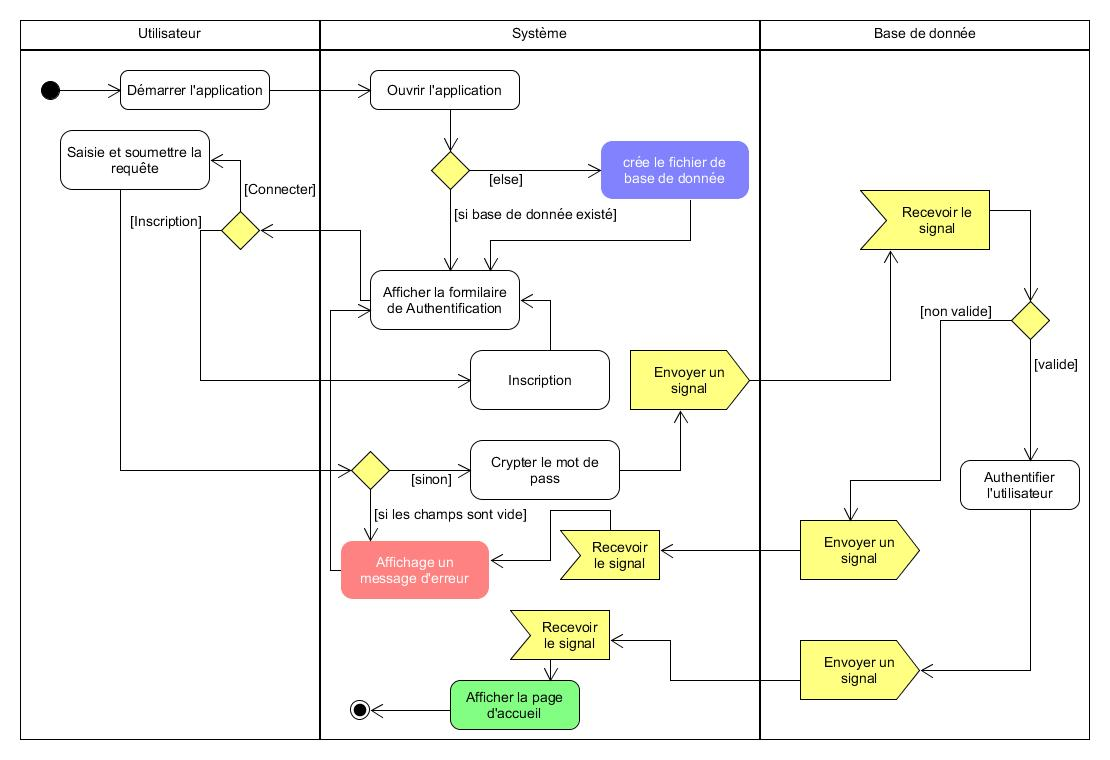 Utilisateur
Système
Base de donnée
Démarrer l'application
Ouvrir l'application
Saisie et soumettre la
requête
crée le fichier de
base de donnée
[else]
[Connecter]
[Inscription]
[si base de donnée existé]
Recevoir le
signal
Afficher la formilaire
de Authentification
[non valide]
[valide]
Inscription
Envoyer un
signal
Crypter le mot de
pass
[sinon]
Authentifier
l'utilisateur
[si les champs sont vide]
Affichage un
message d'erreur
Recevoir
le signal
Envoyer un
signal
Recevoir
le signal
Envoyer un
signal
Afficher la page
d'accueil